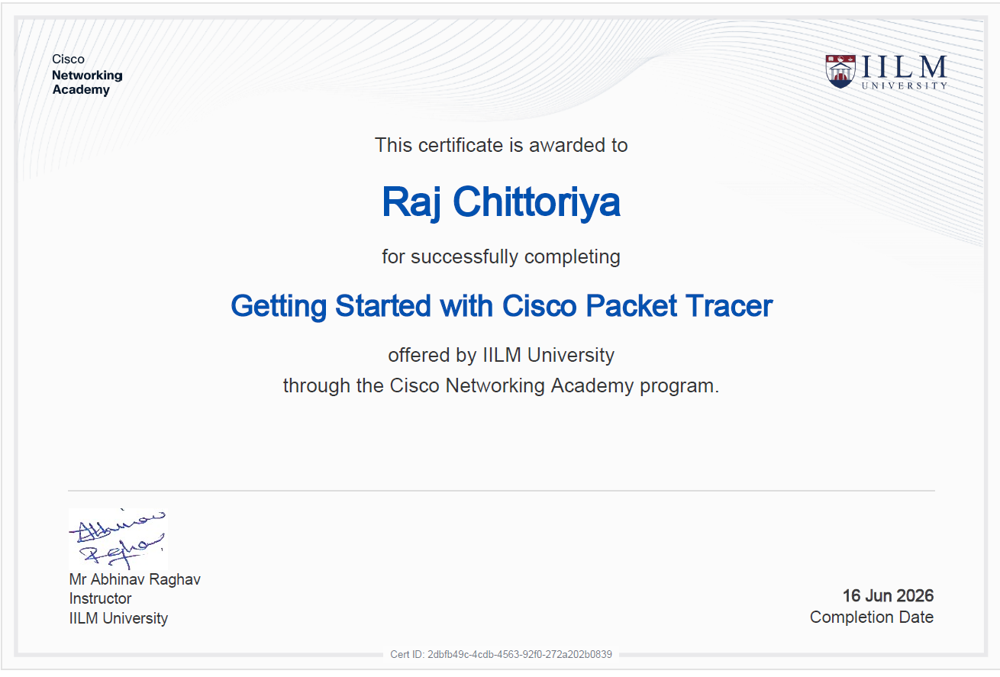 Cisco
Networking
Academy
IILM
UNIVERSITY
This certificate is awarded to
Raj Chittoriya
for successfully completing
Getting Started with Cisco Packet Tracer
offered by IILM University
through the Cisco Networking Academy program.
Abhinav
Raghav
Mr Abhinav Raghav
Instructor
IILM University
16 Jun 2026
Completion Date
Cert ID: 2dbfb49c-4cdb-4563-92f0-272a202b0839